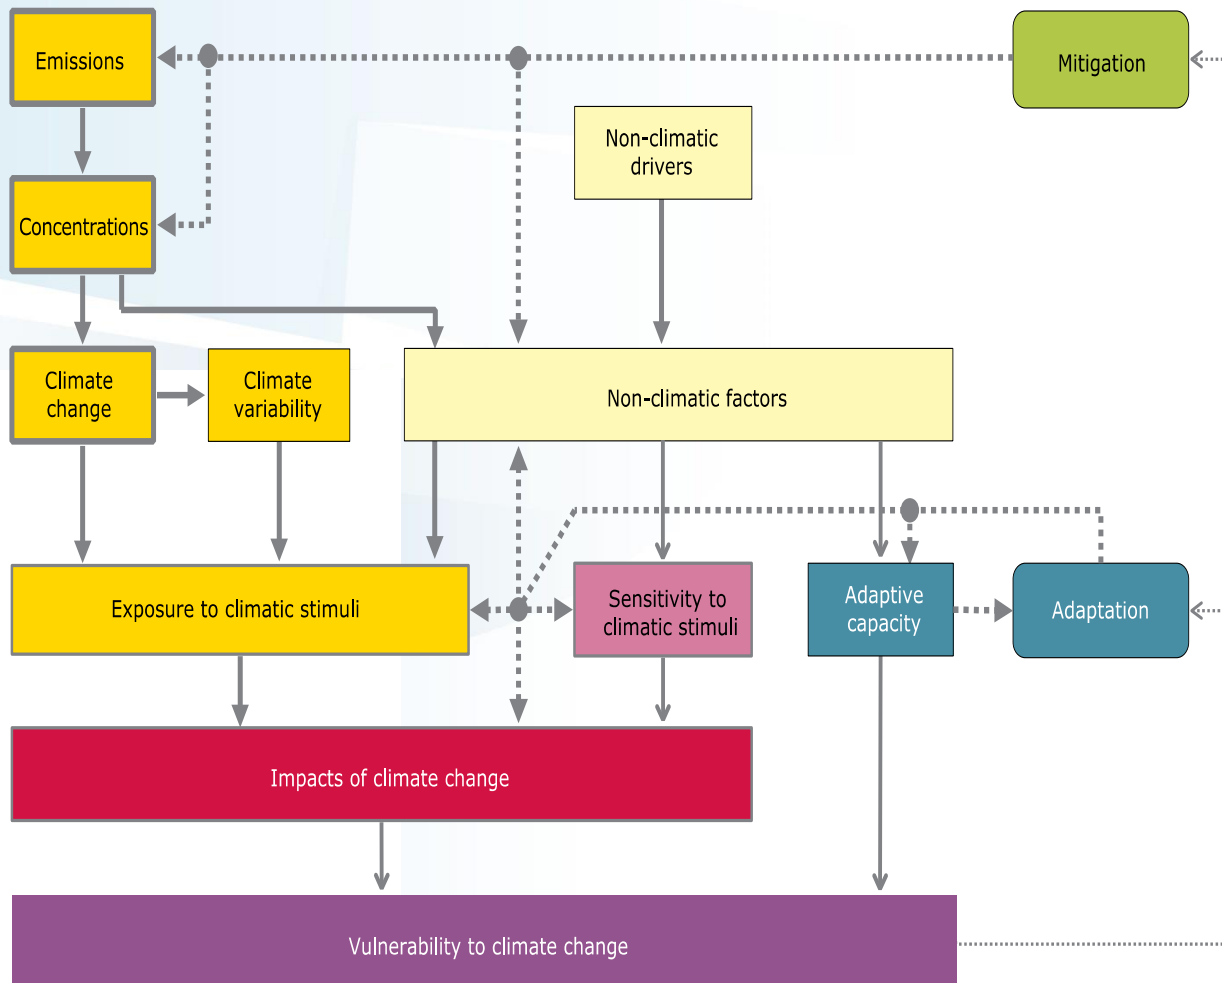 Emissions
Mitigation
Non-climatic
drivers
Concentrations
Climate
change
Climate
variability
Non-climatic factors
Exposure to climatic stimuli
Sensitivity to
climatic stimuli
Adaptive
capacity
Adaptation
Impacts of climate change
Vulnerability to climate change